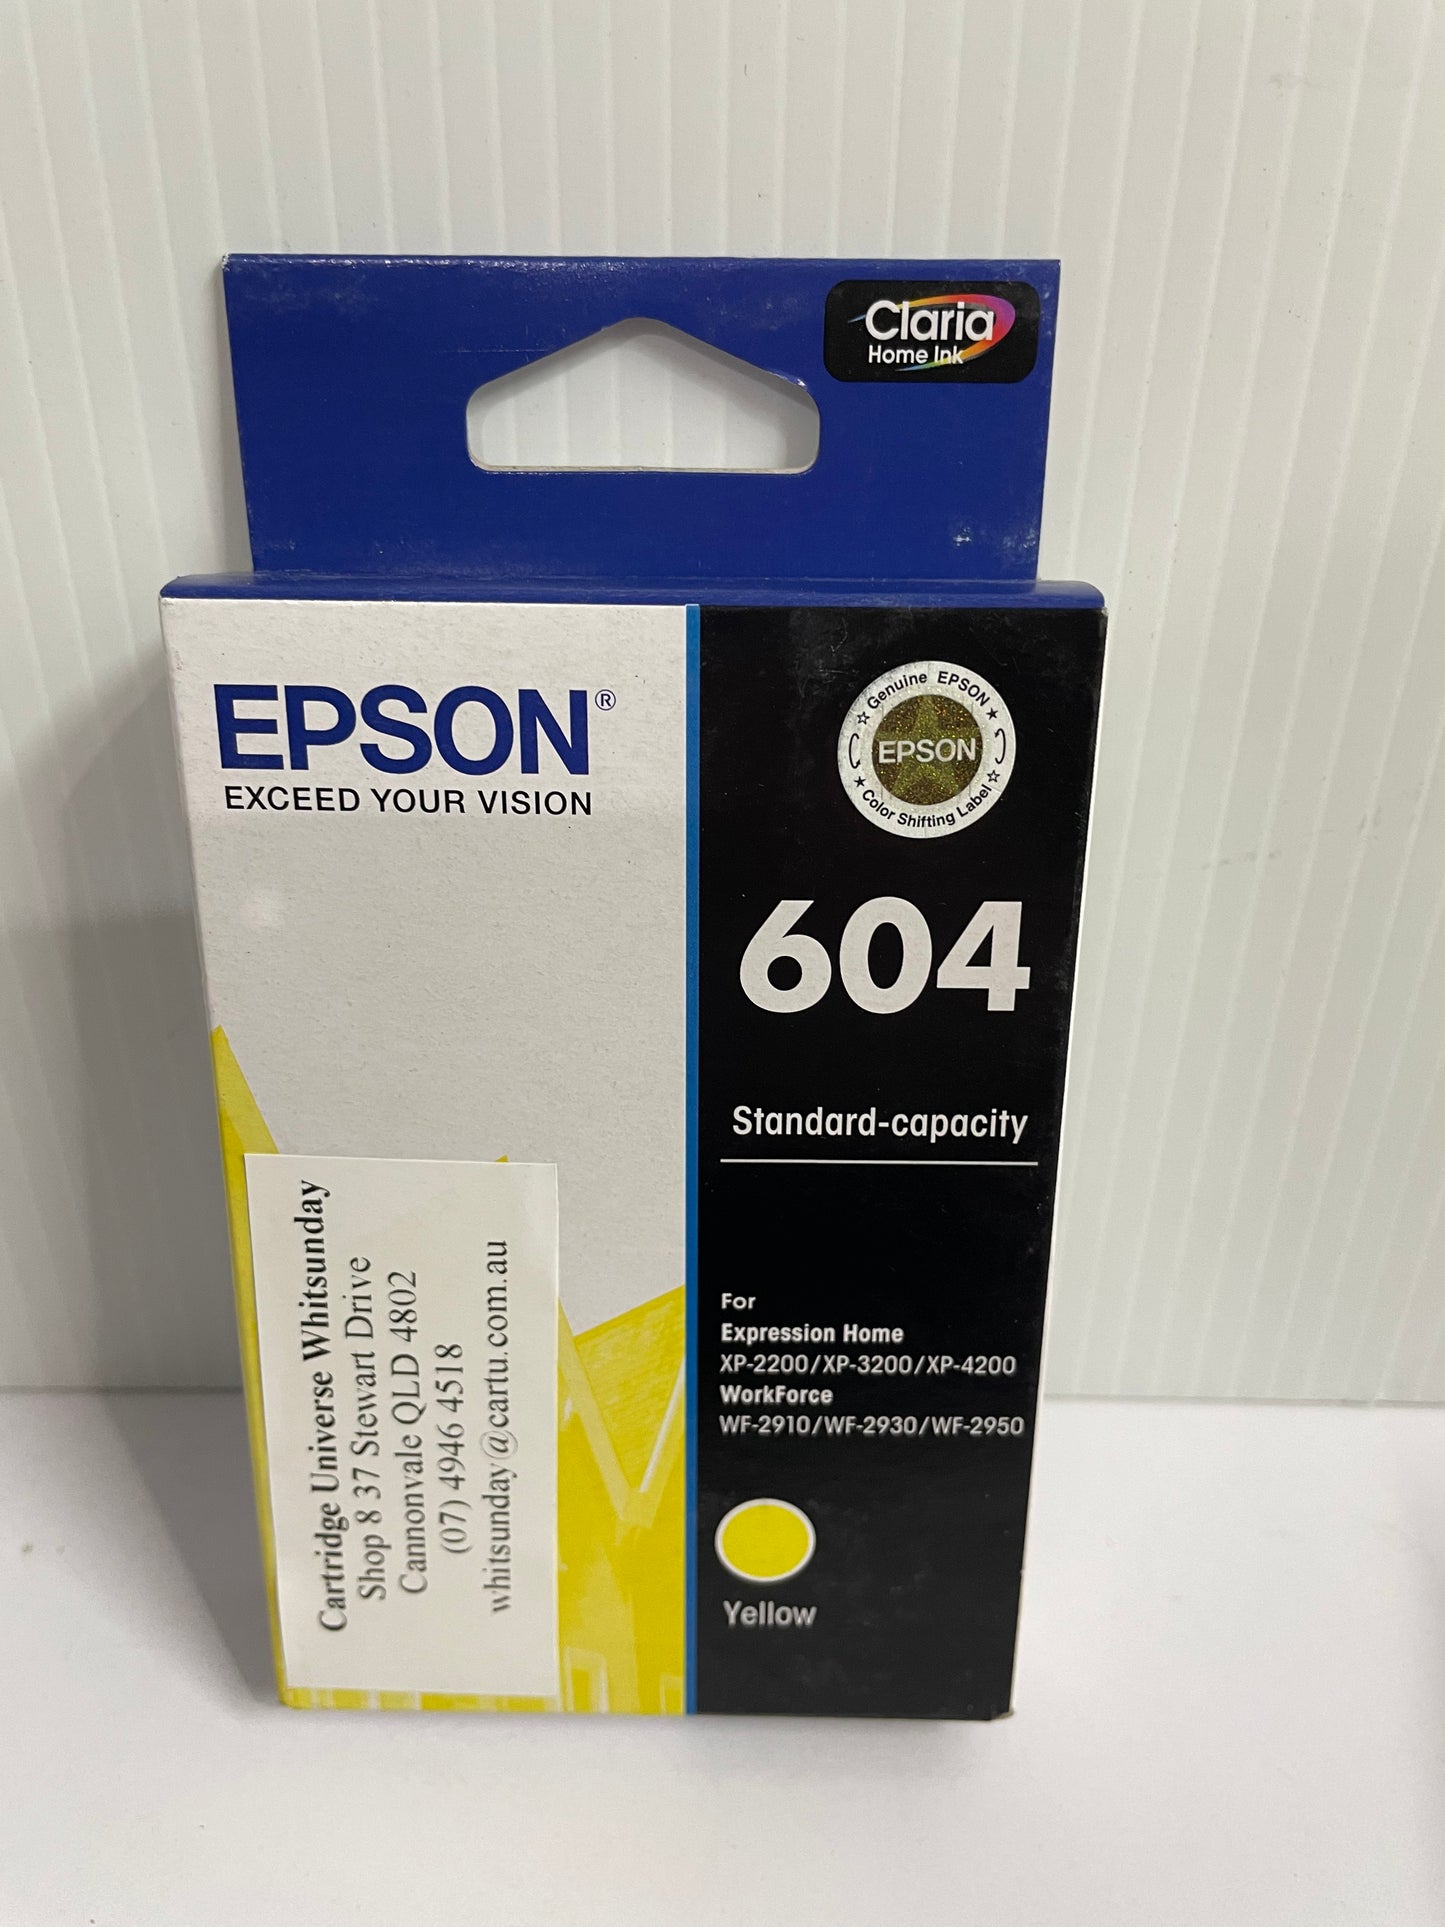 Claria
Home Ink
EPSON®
EXCEED YOUR VISION
Genuine EPSON
EPSON
Color Shifting Label
604
Standard-capacity
For
Expression Home
XP-2200/XP-3200/XP-4200
WorkForce
WF-2910/WF-2930/WF-2950
Yellow
Cartridge Universe Whitsunday
Shop 8 37 Stewart Drive
Cannonvale QLD 4802
(07) 4946 4518
whitsunday@cartu.com.au